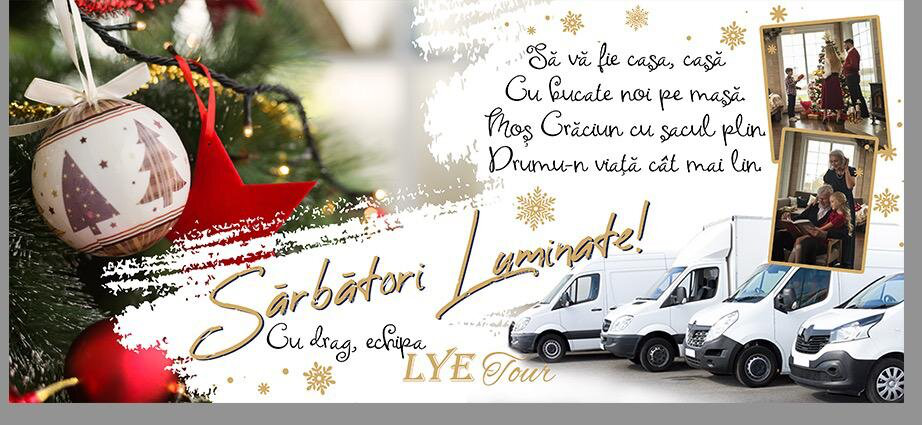 Să vă fie casa, casă
Cu bucate noi pe masă.
Moș Crăciun cu sacul plin,
Drumu-n viață cât mai lin.
Sărbători Luminate!
Cu drag, echipa
LYE Tour